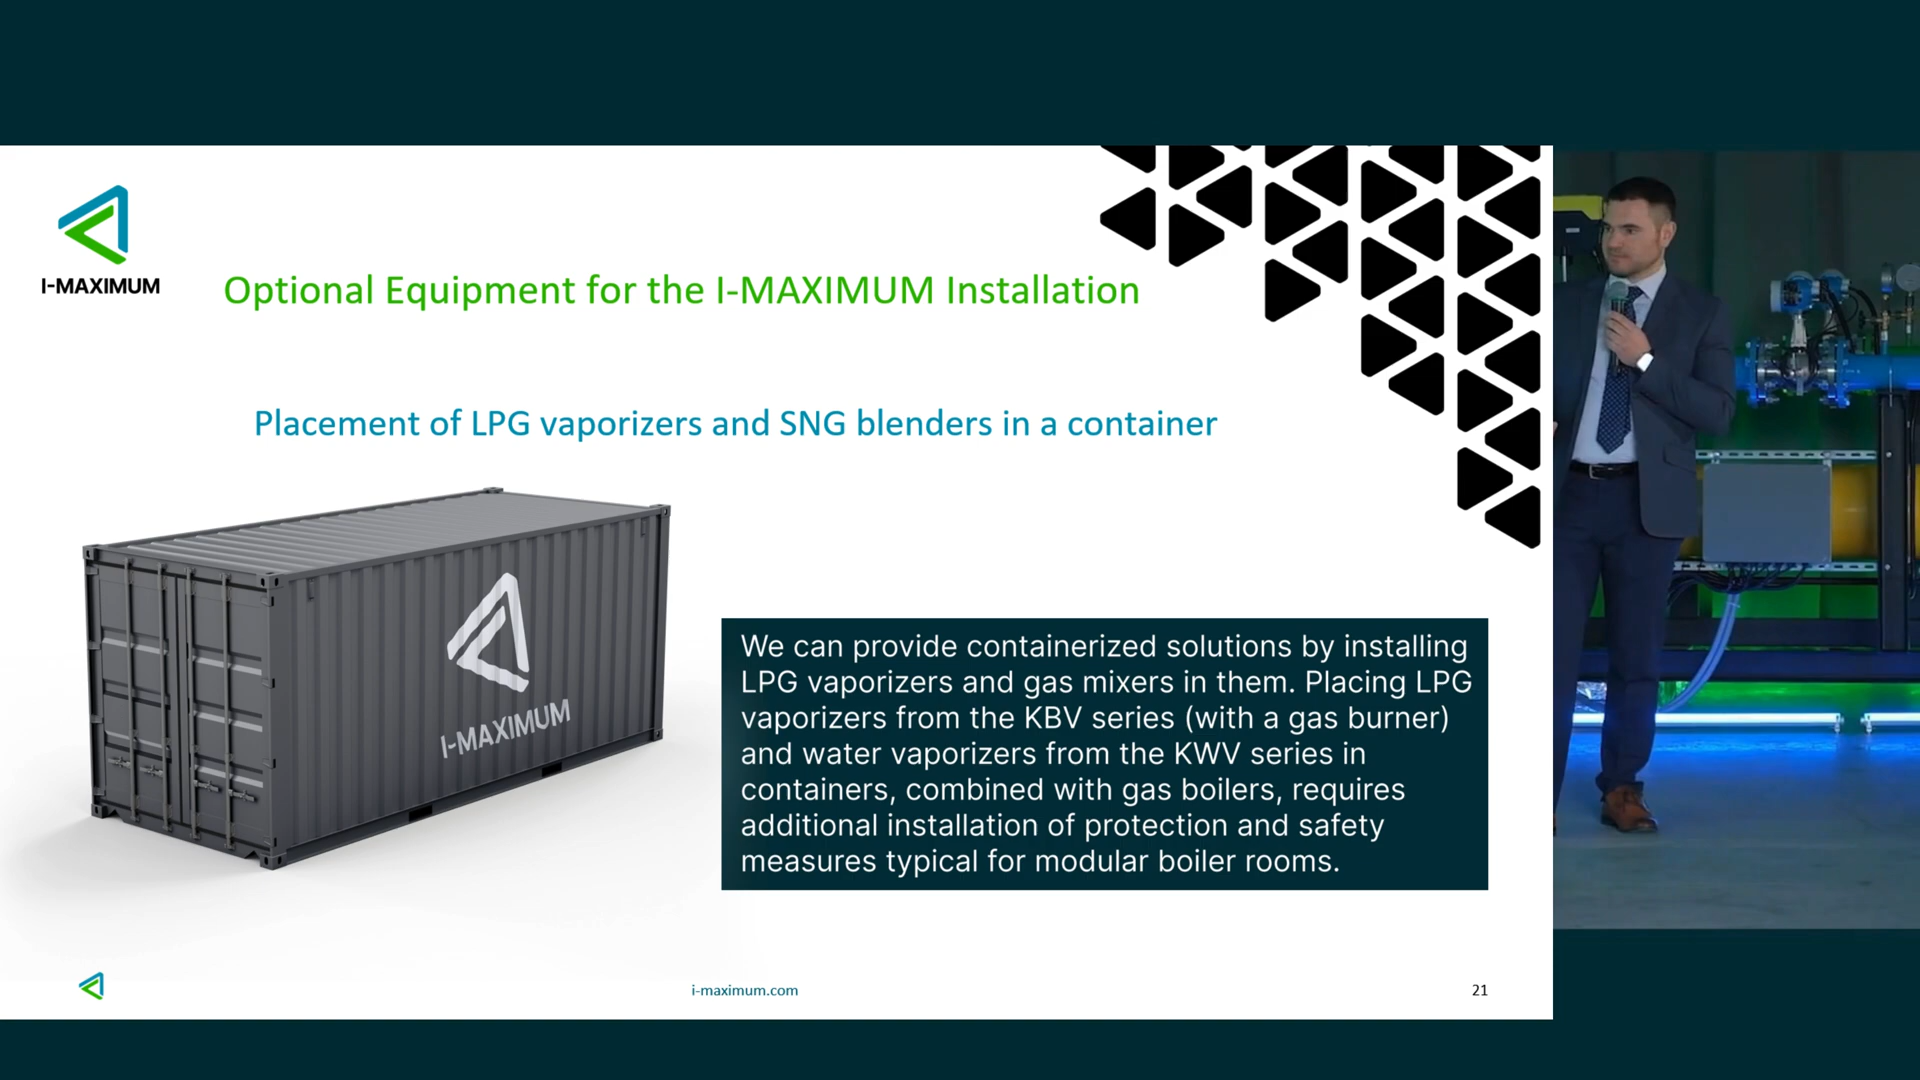 I-MAXIMUM
Optional Equipment for the I-MAXIMUM Installation
Placement of LPG vaporizers and SNG blenders in a container
I-MAXIMUM
We can provide containerized solutions by installing
LPG vaporizers and gas mixers in them. Placing LPG
vaporizers from the KBV series (with a gas burner)
and water vaporizers from the KWV series in
containers, combined with gas boilers, requires
additional installation of protection and safety
measures typical for modular boiler rooms.
i-maximum.com
21